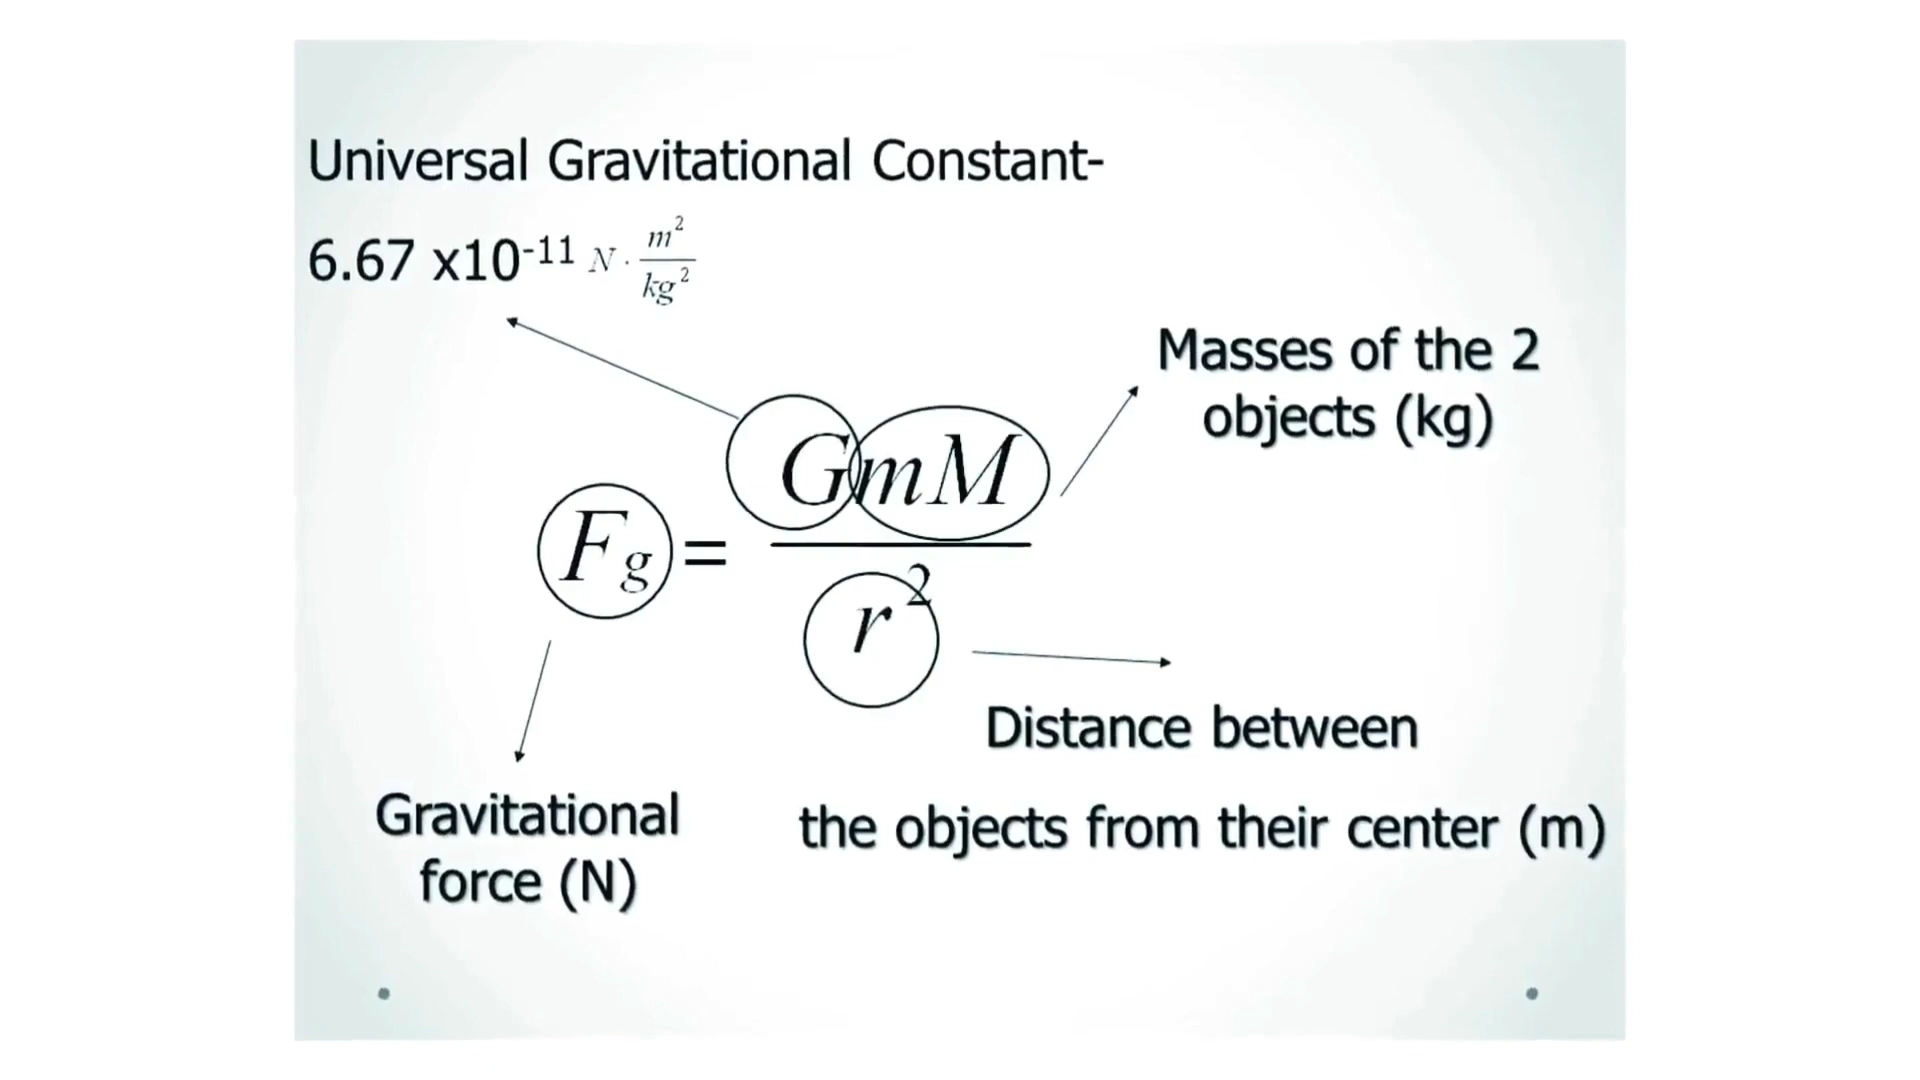 Universal Gravitational Constant-
6.67 x10⁻¹¹ N · m²/kg²
Masses of the 2
objects (kg)
F_g = GmM/r²
Distance between
the objects from their center (m)
Gravitational
force (N)